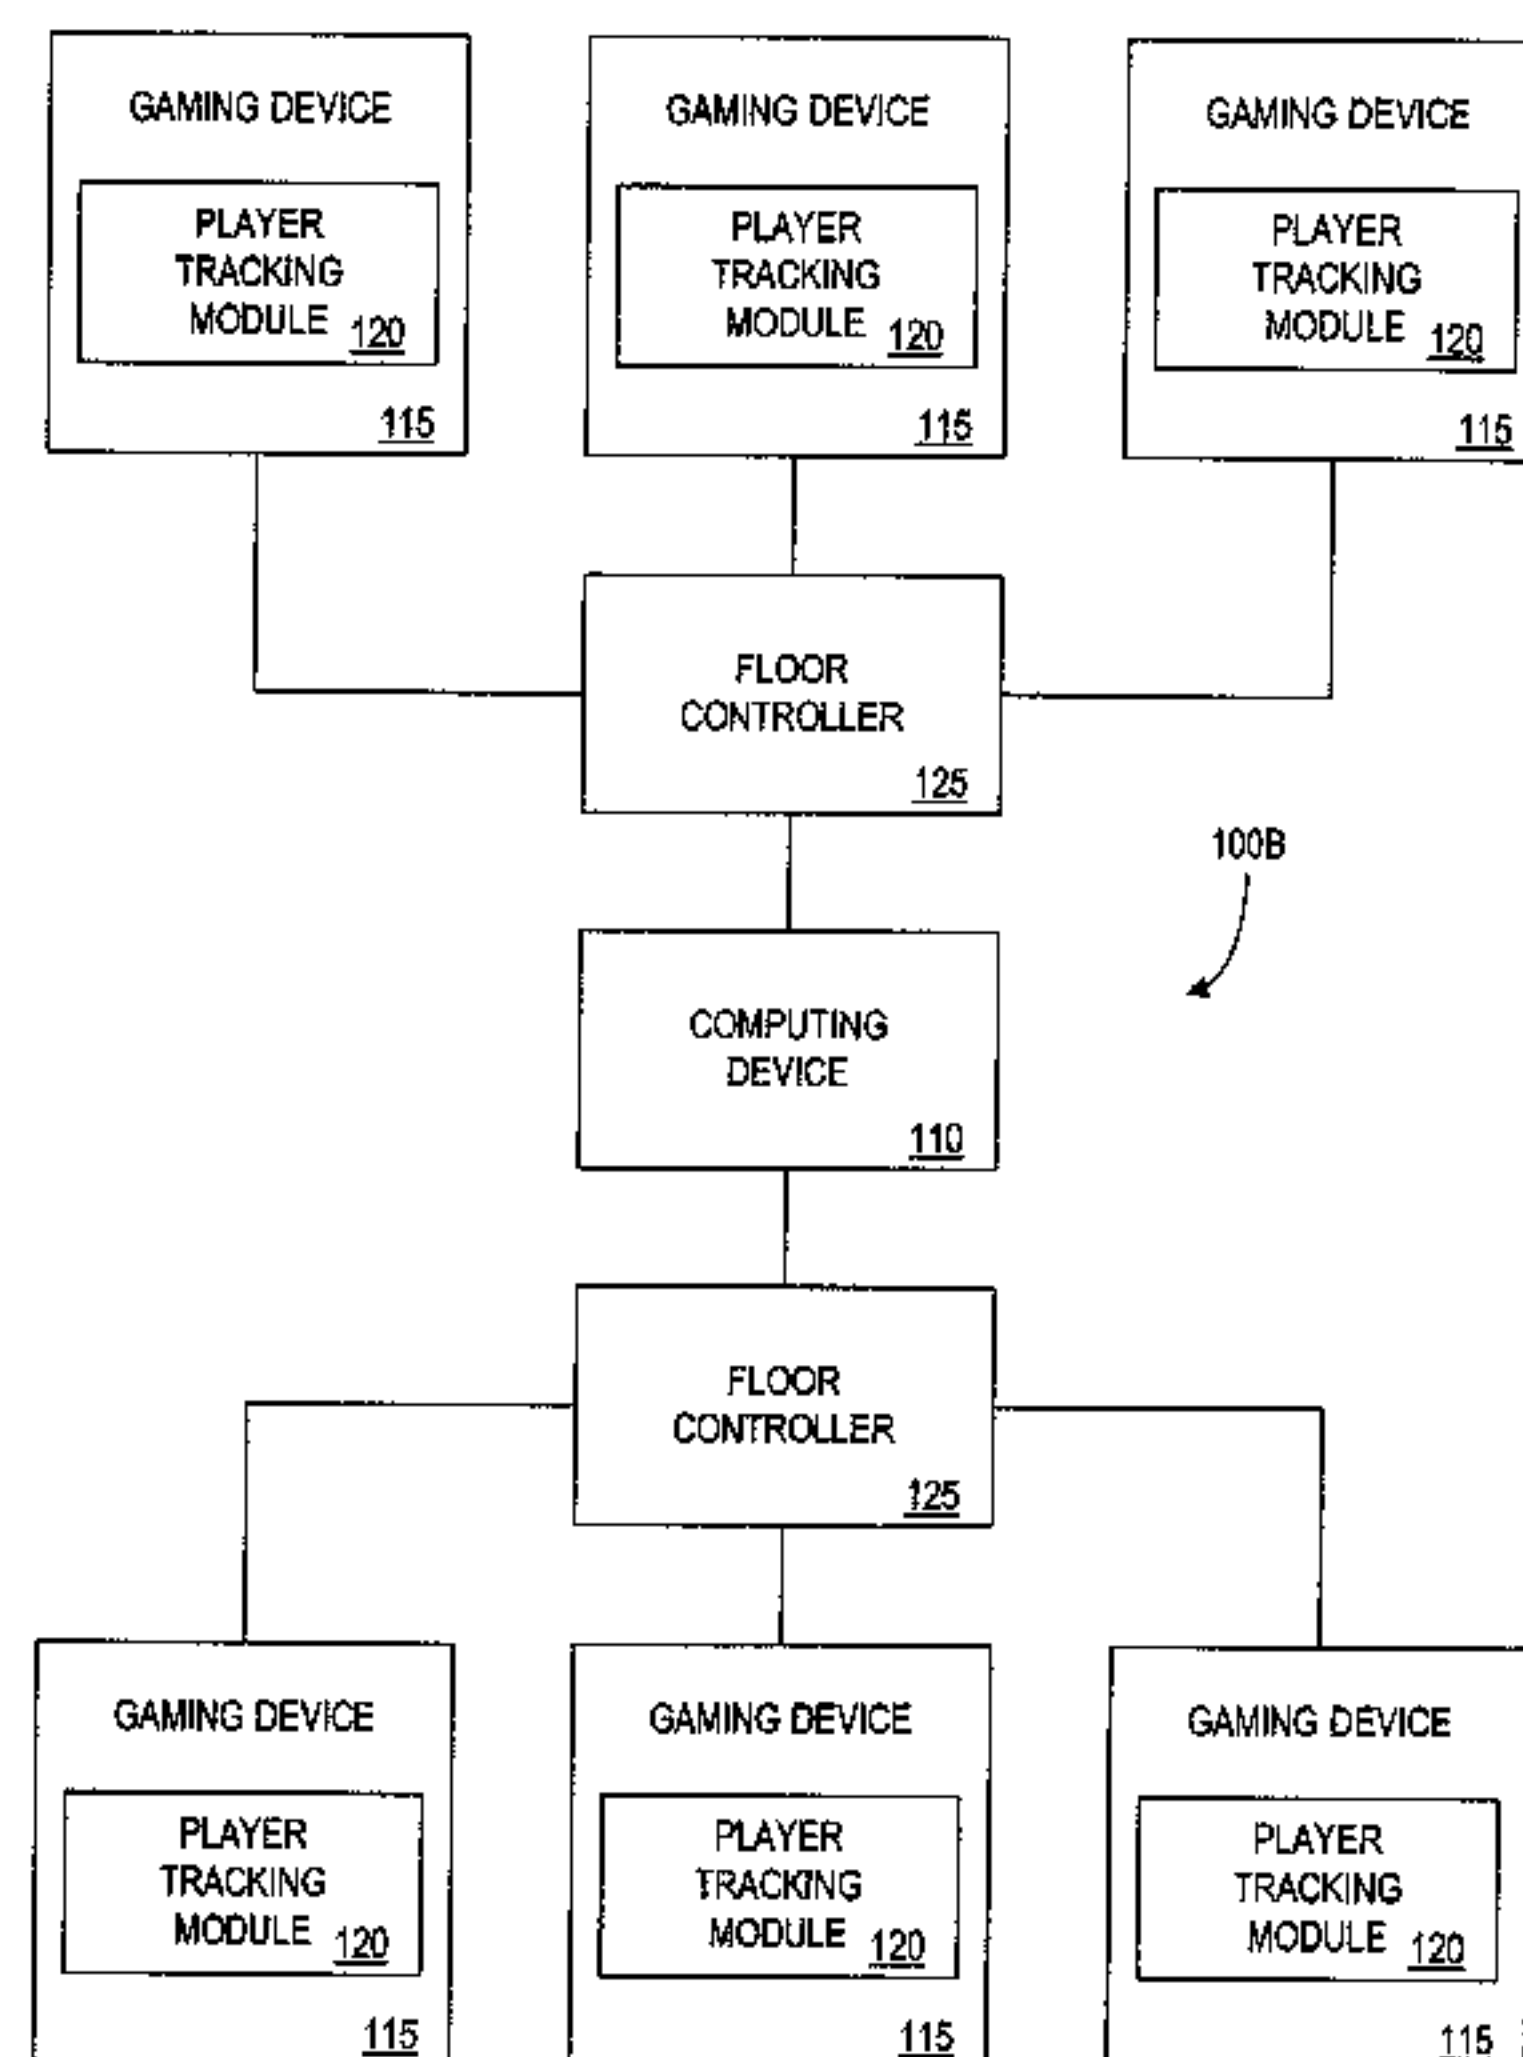 GAMING DEVICE
PLAYER
TRACKING
MODULE 120
115
GAMING DEVICE
PLAYER
TRACKING
MODULE 120
115
GAMING DEVICE
PLAYER
TRACKING
MODULE 120
115
FLOOR
CONTROLLER
125
100B
COMPUTING
DEVICE
110
FLOOR
CONTROLLER
125
GAMING DEVICE
PLAYER
TRACKING
MODULE 120
115
GAMING DEVICE
PLAYER
TRACKING
MODULE 120
115
GAMING DEVICE
PLAYER
TRACKING
MODULE 120
115